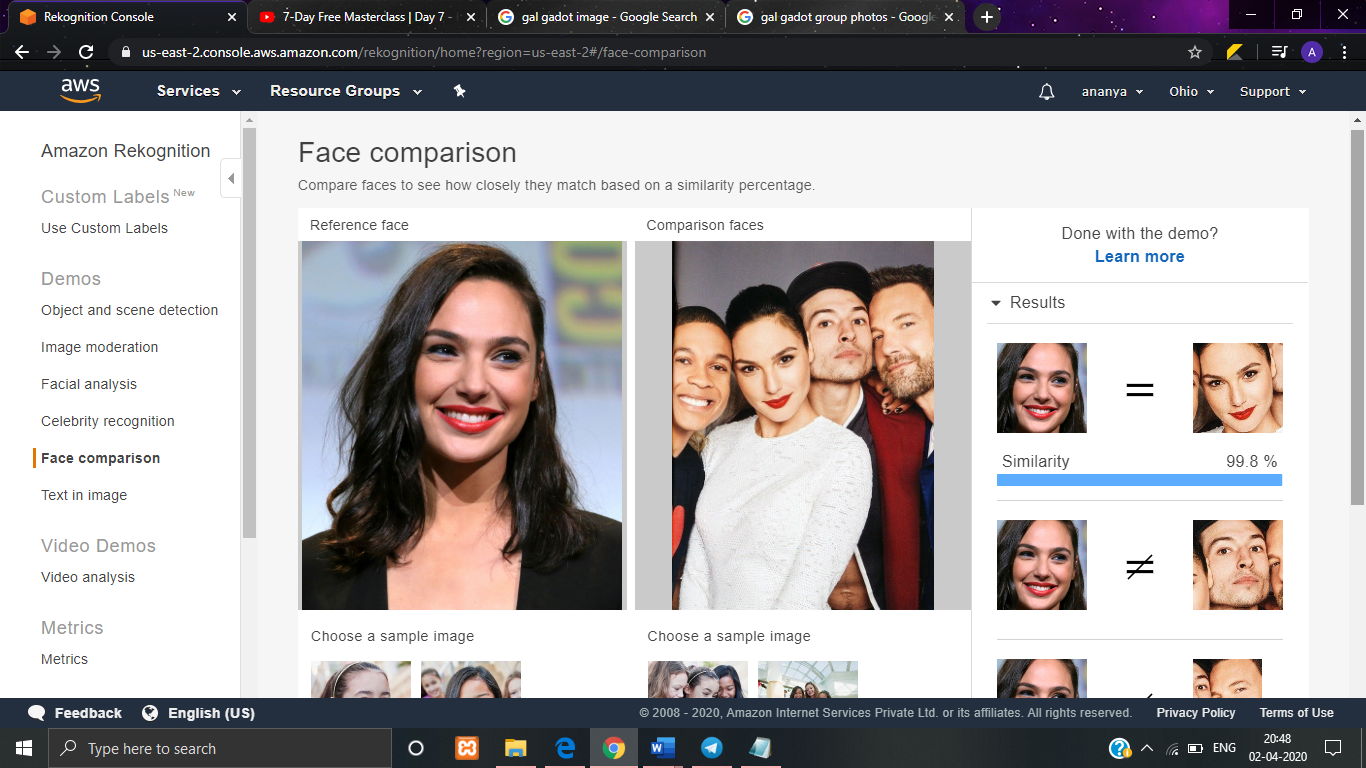 Rekognition Console
7-Day Free Masterclass | Day 7 -
gal gadot image - Google Search
gal gadot group photos - Google
us-east-2.console.aws.amazon.com/rekognition/home?region=us-east-2#/face-comparison
A
aws
Services
Resource Groups
ananya
Ohio
Support
Amazon Rekognition
Custom Labels New
Use Custom Labels
Demos
Object and scene detection
Image moderation
Facial analysis
Celebrity recognition
Face comparison
Text in image
Video Demos
Video analysis
Metrics
Metrics
Face comparison
Compare faces to see how closely they match based on a similarity percentage.
Reference face
Comparison faces
Choose a sample image
Choose a sample image
Done with the demo?
Learn more
Results
=
Similarity 99.8 %
≠
Feedback
English (US)
© 2008 - 2020, Amazon Internet Services Private Ltd. or its affiliates. All rights reserved.
Privacy Policy
Terms of Use
Type here to search
ENG
20:48
02-04-2020